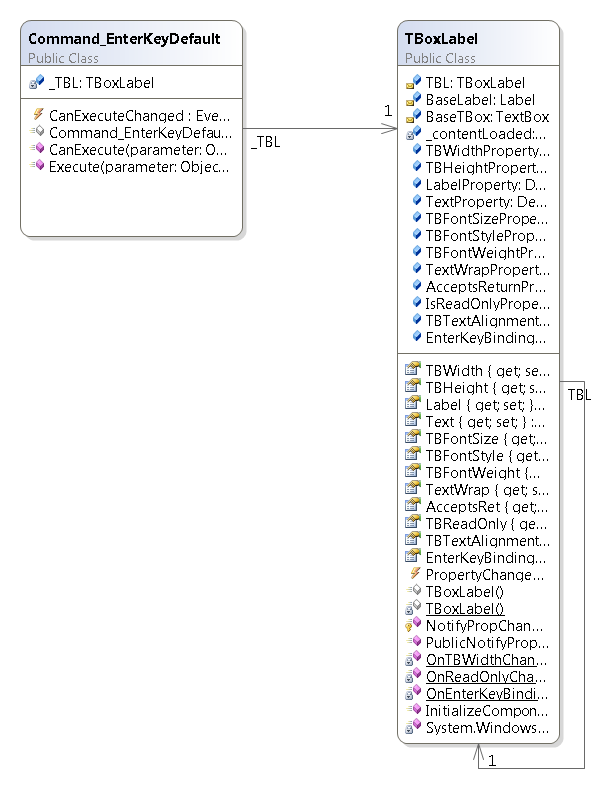 Command_EnterKeyDefault
Public Class
_TBL: TBoxLabel
CanExecuteChanged : Eve...
Command_EnterKeyDefau...
CanExecute(parameter: O...
Execute(parameter: Objec...
1
_TBL
TBoxLabel
Public Class
TBL: TBoxLabel
BaseLabel: Label
BaseTBox: TextBox
_contentLoaded:...
TBWidthProperty...
TBHeightPropert...
LabelProperty: D...
TextProperty: De...
TBFontSizePrope...
TBFontStyleProp...
TBFontWeightPr...
TextWrapPropert...
AcceptsReturnPr...
IsReadOnlyPrope...
TBTextAlignment...
EnterKeyBinding...
TBWidth { get; se...
TBHeight { get; s...
Label { get; set; }...
Text { get; set; } :...
TBFontSize { get;...
TBFontStyle { get...
TBFontWeight {...
TextWrap { get; s...
AcceptsRet { get;...
TBReadOnly { ge...
TBTextAlignment...
EnterKeyBinding...
PropertyChange...
TBoxLabel()
TBoxLabel()
NotifyPropChan...
PublicNotifyProp...
OnTBWidthChan...
OnReadOnlyCha...
OnEnterKeyBindi...
InitializeCompon...
System.Windows...
TBL
1